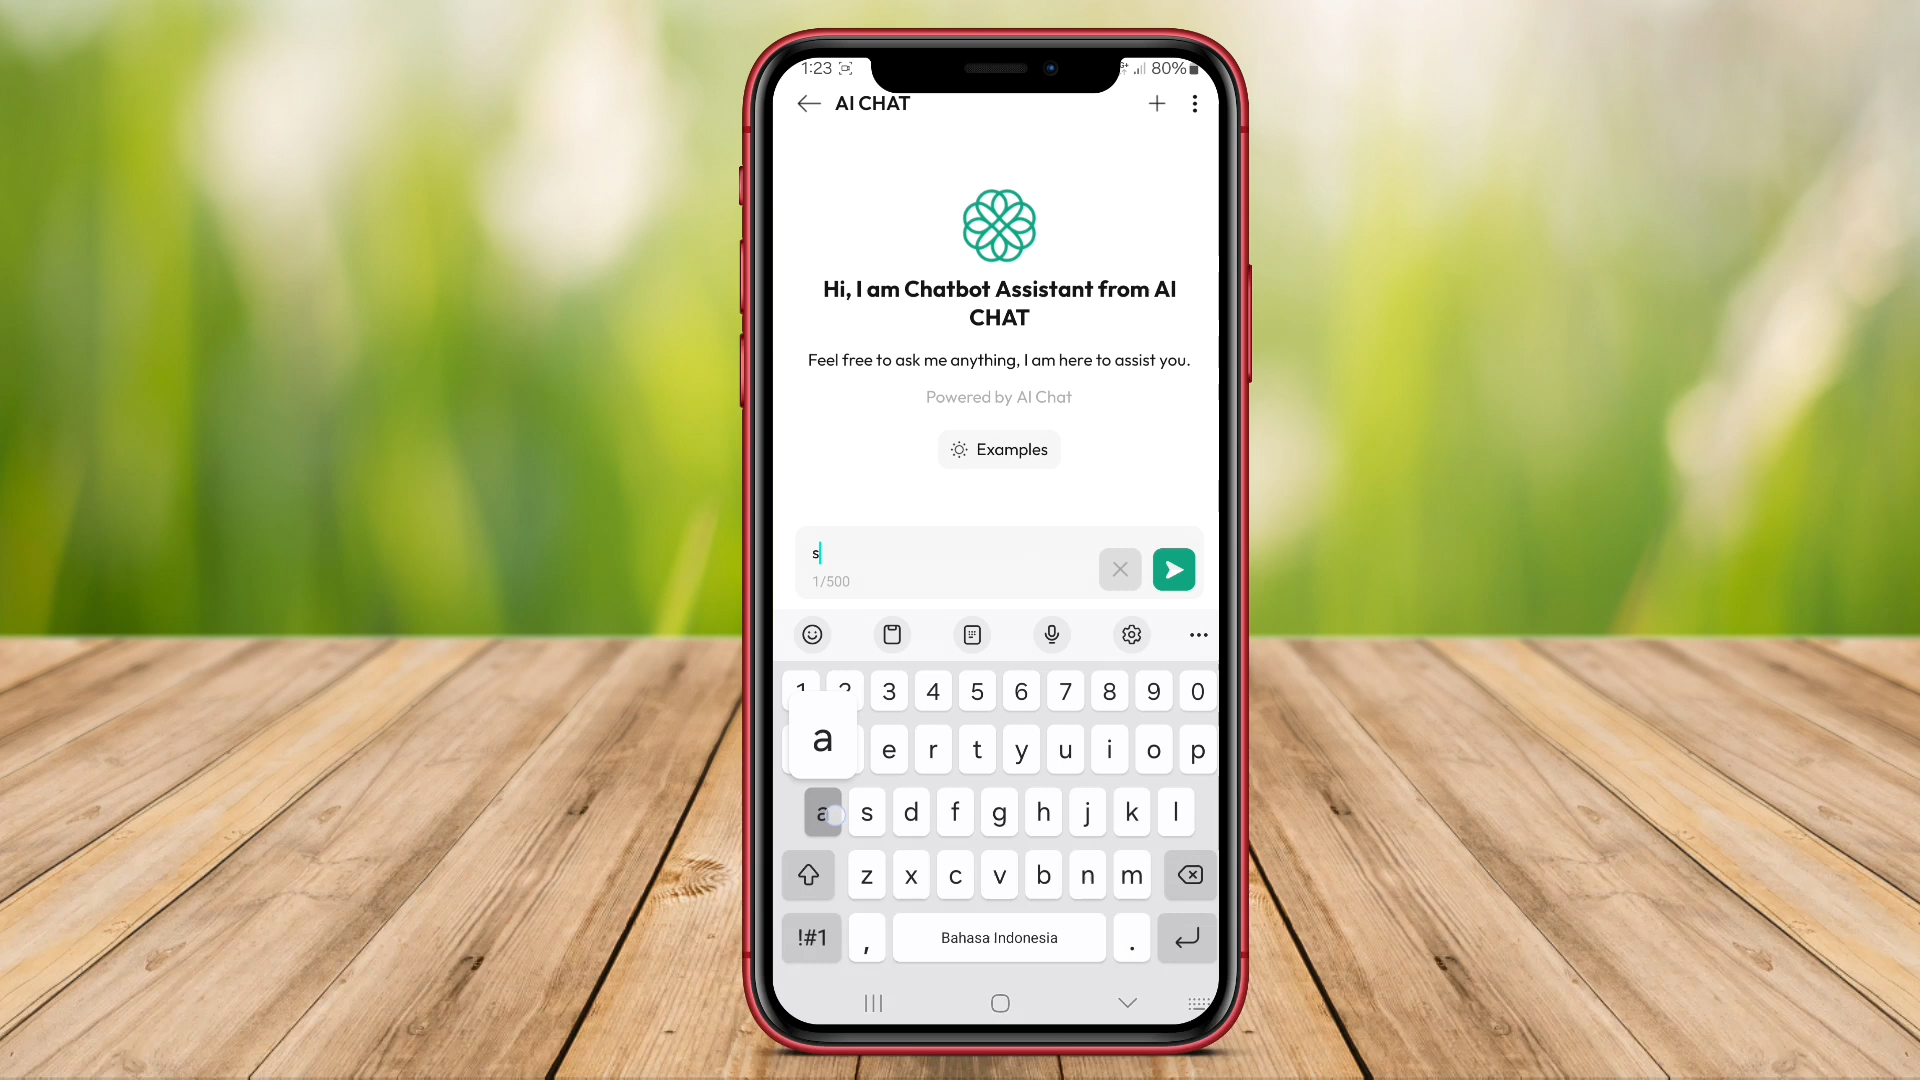 1:23 80%
AI CHAT
Hi, I am Chatbot Assistant from AI
CHAT
Feel free to ask me anything, I am here to assist you.
Powered by AI Chat
Examples
s
1/500
1 2 3 4 5 6 7 8 9 0
a e r t y u i o p
a s d f g h j k l
z x c v b n m
!#1 , Bahasa Indonesia .